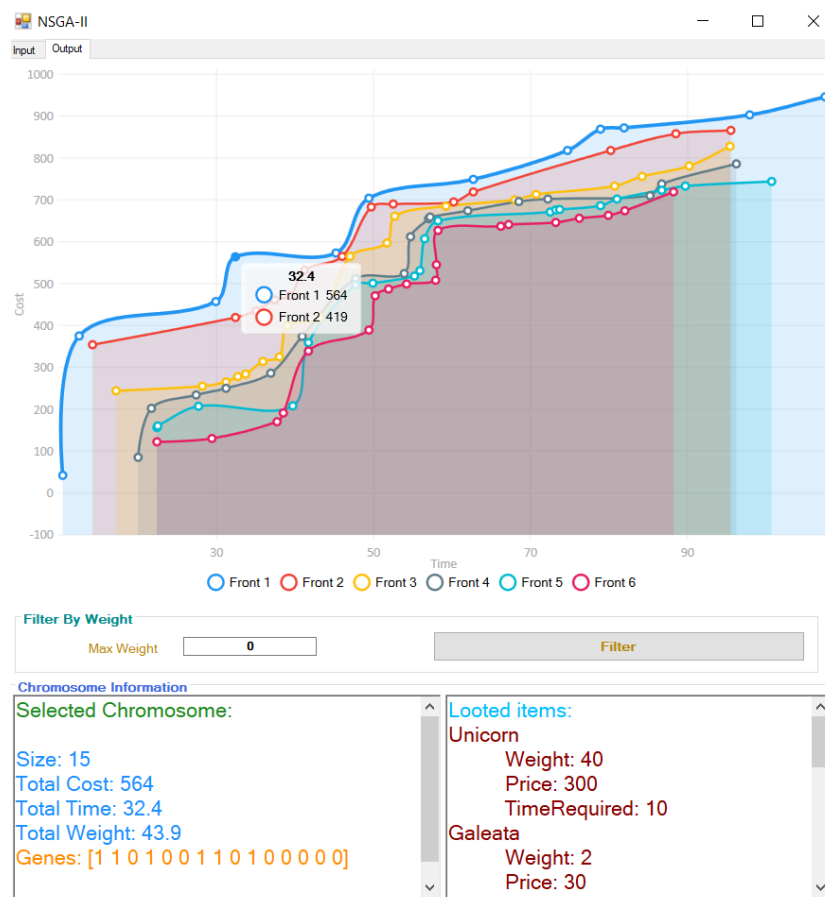 NSGA-II
Input Output
1000
900
800
700
600
500
400
300
200
100
0
-100
Cost
32.4
Front 1 564
Front 2 419
30 50 70 90
Time
Front 1 Front 2 Front 3 Front 4 Front 5 Front 6
Filter By Weight
Max Weight 0 Filter
Chromosome Information
Selected Chromosome:
Size: 15
Total Cost: 564
Total Time: 32.4
Total Weight: 43.9
Genes: [1 1 0 1 0 0 1 1 0 1 0 0 0 0 0]
Looted items:
Unicorn
Weight: 40
Price: 300
TimeRequired: 10
Galeata
Weight: 2
Price: 30